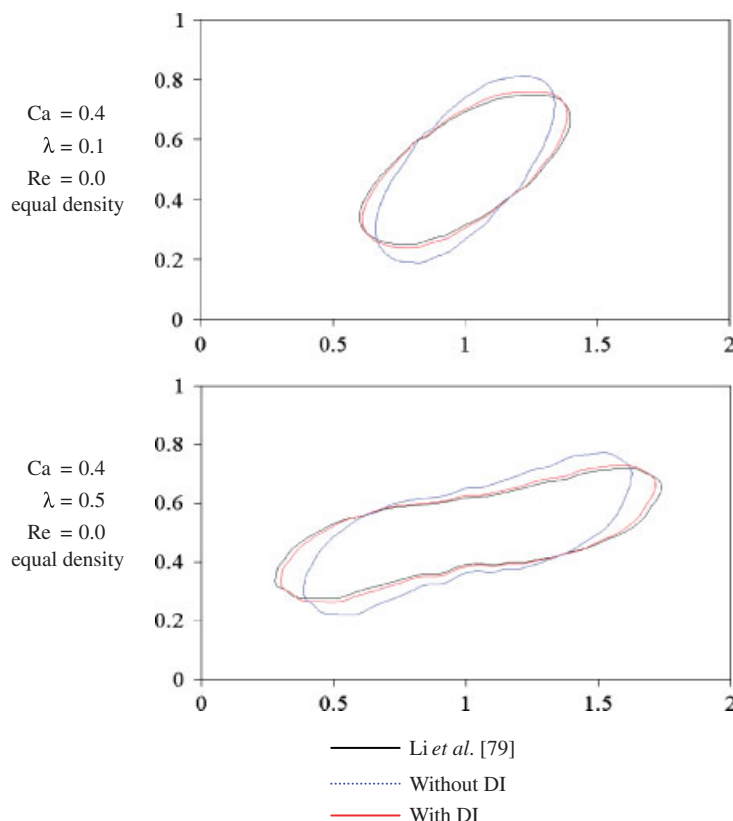 Ca = 0.4
λ = 0.1
Re = 0.0
equal density
1
0.8
0.6
0.4
0.2
0
0
0.5
1
1.5
2
Ca = 0.4
λ = 0.5
Re = 0.0
equal density
1
0.8
0.6
0.4
0.2
0
0
0.5
1
1.5
2
Li et al. [79]
Without DI
With DI